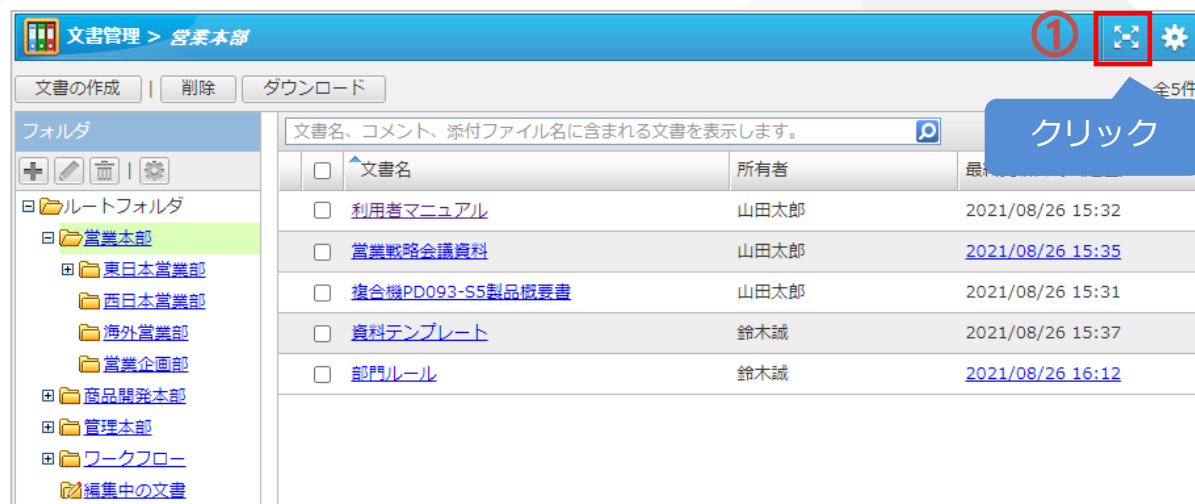 文書管理 > 営業本部
①
文書の作成 | 削除 ダウンロード
全5件
クリック
フォルダ
文書名、コメント、添付ファイル名に含まれる文書を表示します。
文書名 所有者
ルートフォルダ
利用者マニュアル 山田太郎 2021/08/26 15:32
営業本部
営業戦略会議資料 山田太郎 2021/08/26 15:35
東日本営業部
複合機PD093-S5製品概要書 山田太郎 2021/08/26 15:31
西日本営業部
海外営業部
資料テンプレート 鈴木誠 2021/08/26 15:37
営業企画部
部門ルール 鈴木誠 2021/08/26 16:12
商品開発本部
管理本部
ワークフロー
編集中の文書